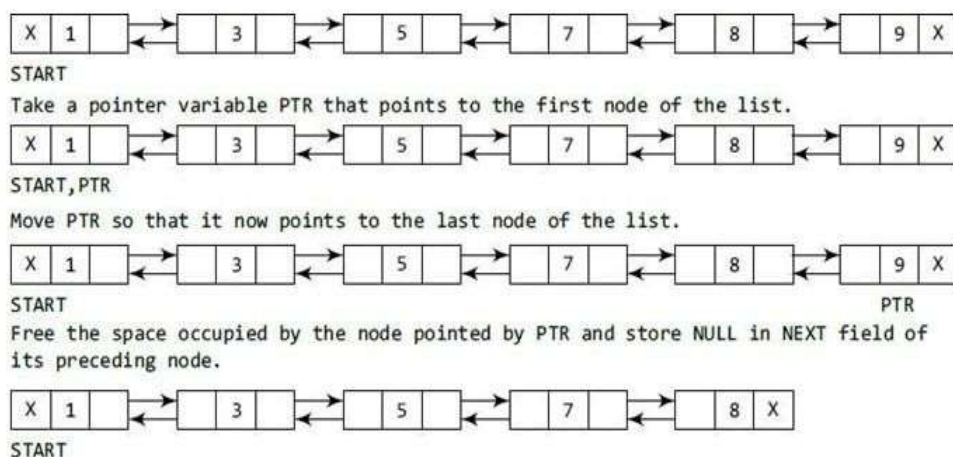 X 1 3 5 7 8 9 X
START
Take a pointer variable PTR that points to the first node of the list.
X 1 3 5 7 8 9 X
START,PTR
Move PTR so that it now points to the last node of the list.
X 1 3 5 7 8 9 X
START PTR
Free the space occupied by the node pointed by PTR and store NULL in NEXT field of
its preceding node.
X 1 3 5 7 8 X
START